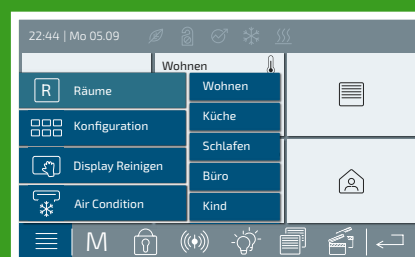 22:44 | Mo 05.09
Wohnen
R Räume
Wohnen
Küche
Konfiguration
Schlafen
Display Reinigen
Büro
Air Condition
Kind
M